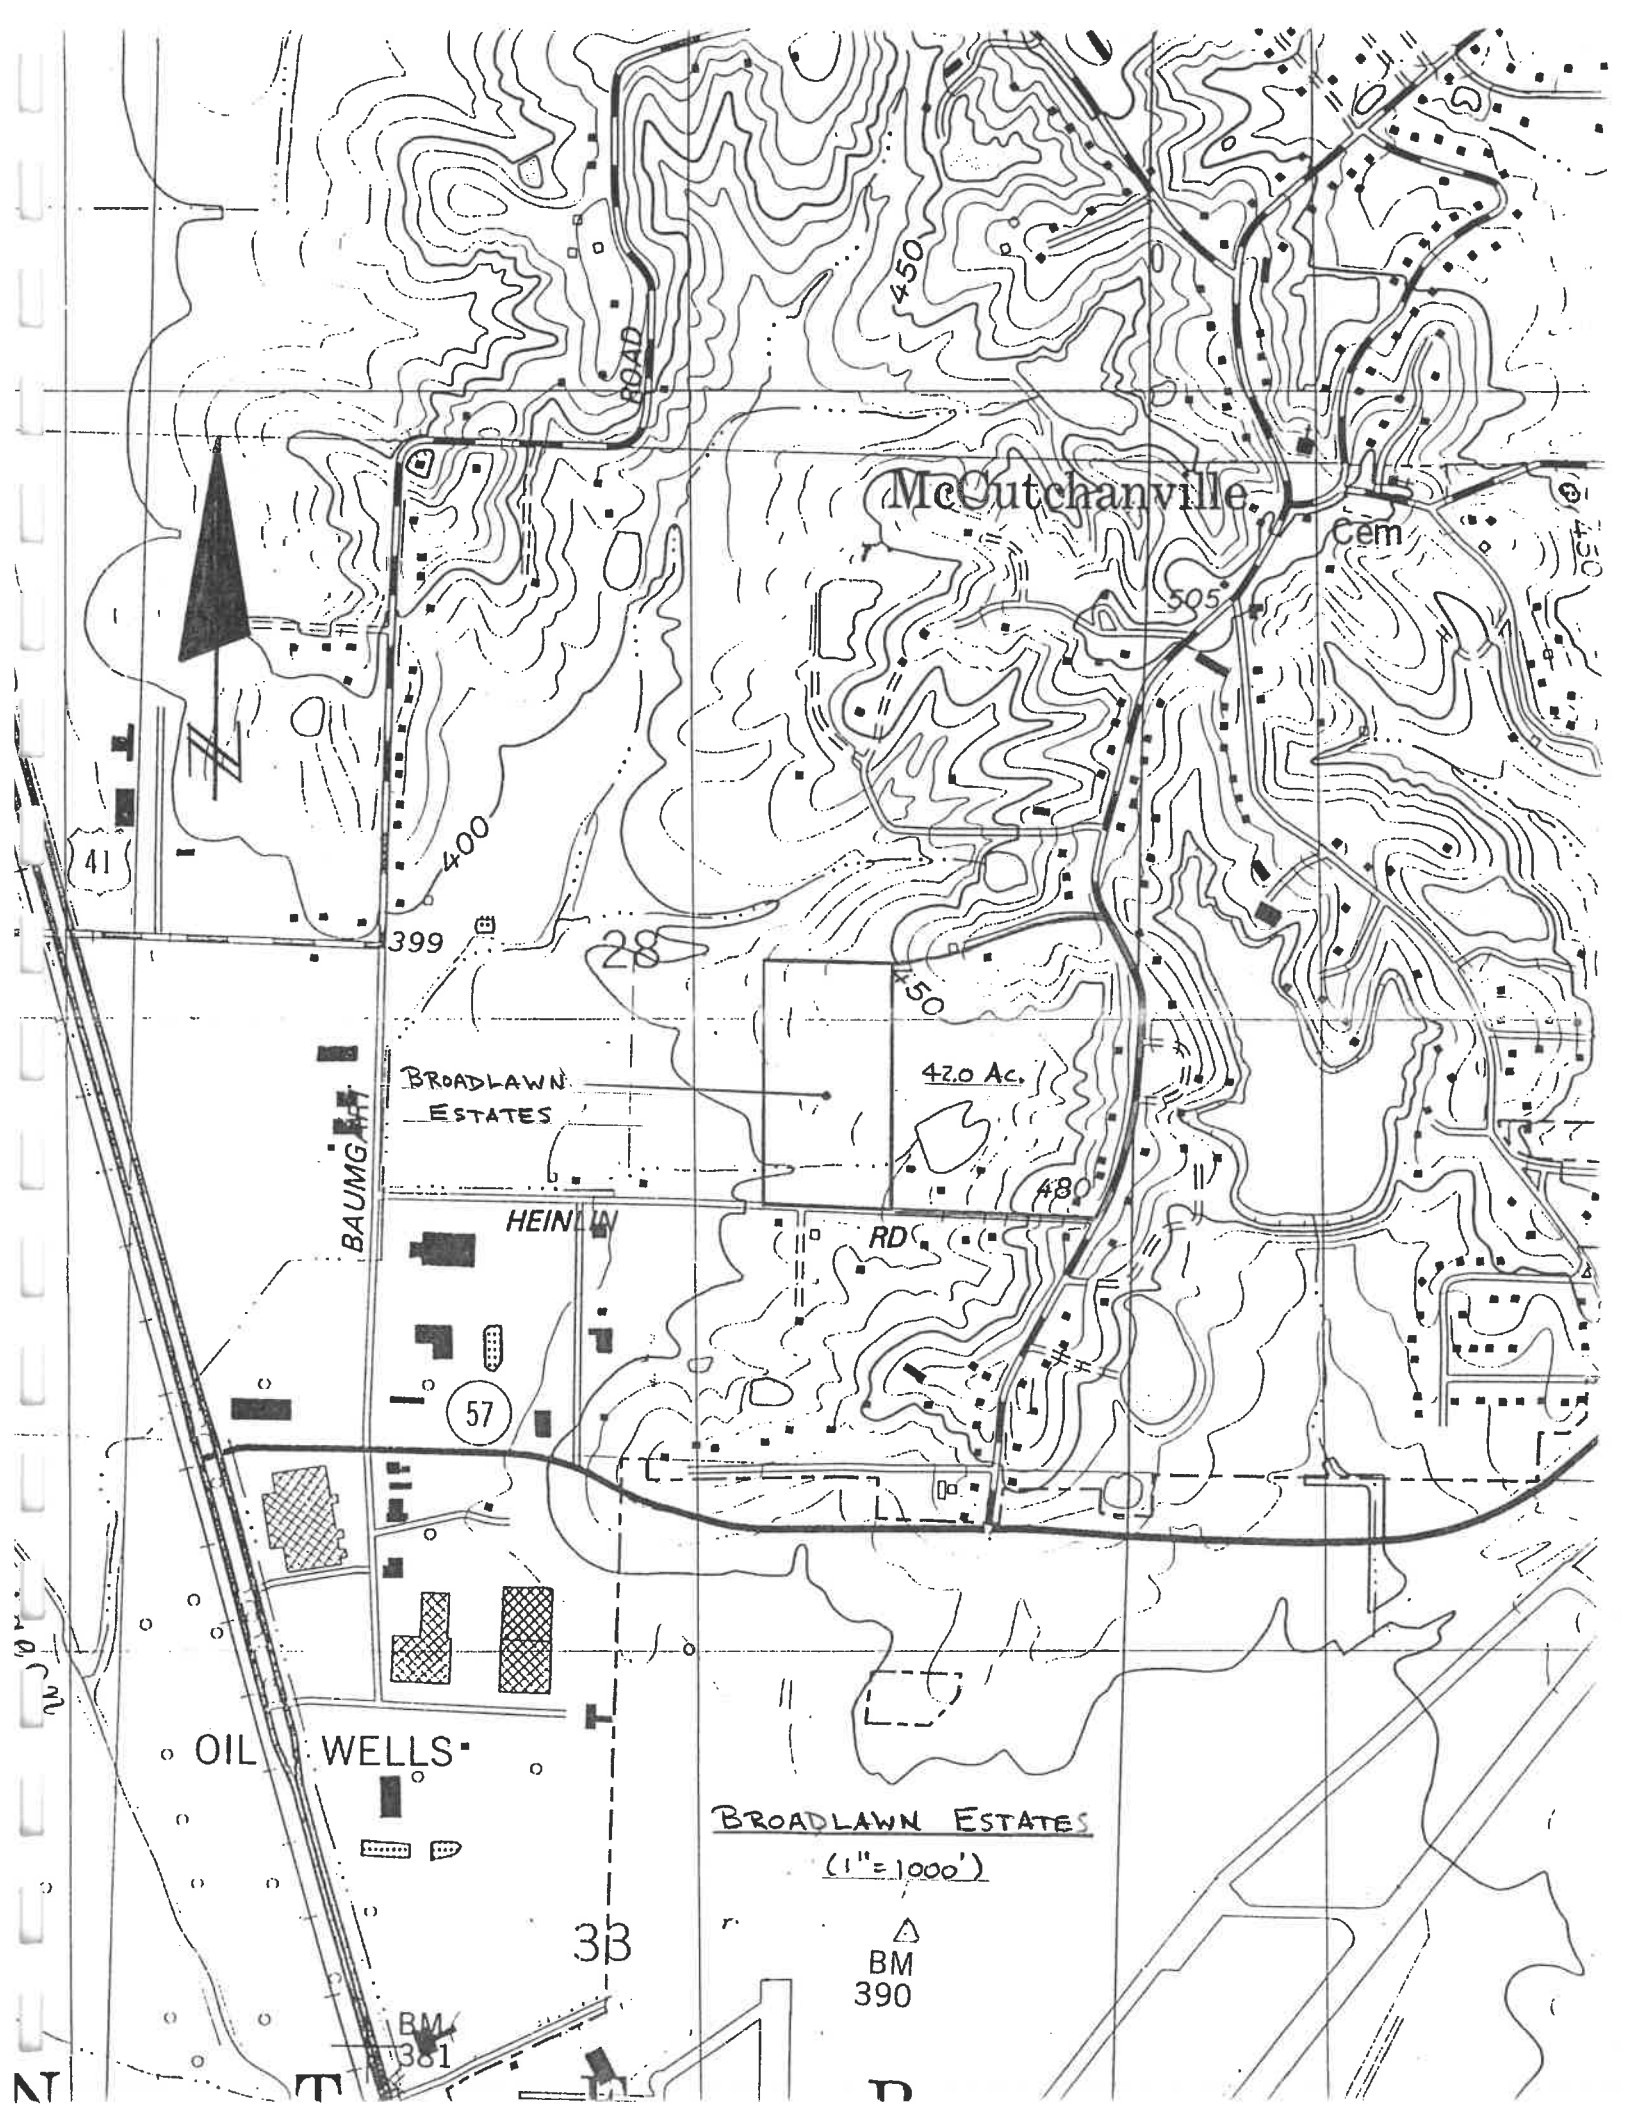 ROAD
450
McCutchanville
Cem
450
505
41
400
399
28
450
BROADLAWN
ESTATES
42.0 Ac.
BAUMGART
HEINLIN
RD
480
57
OIL WELLS
BROADLAWN ESTATES
(1"=1000')
33
BM
390
BM
381
N T